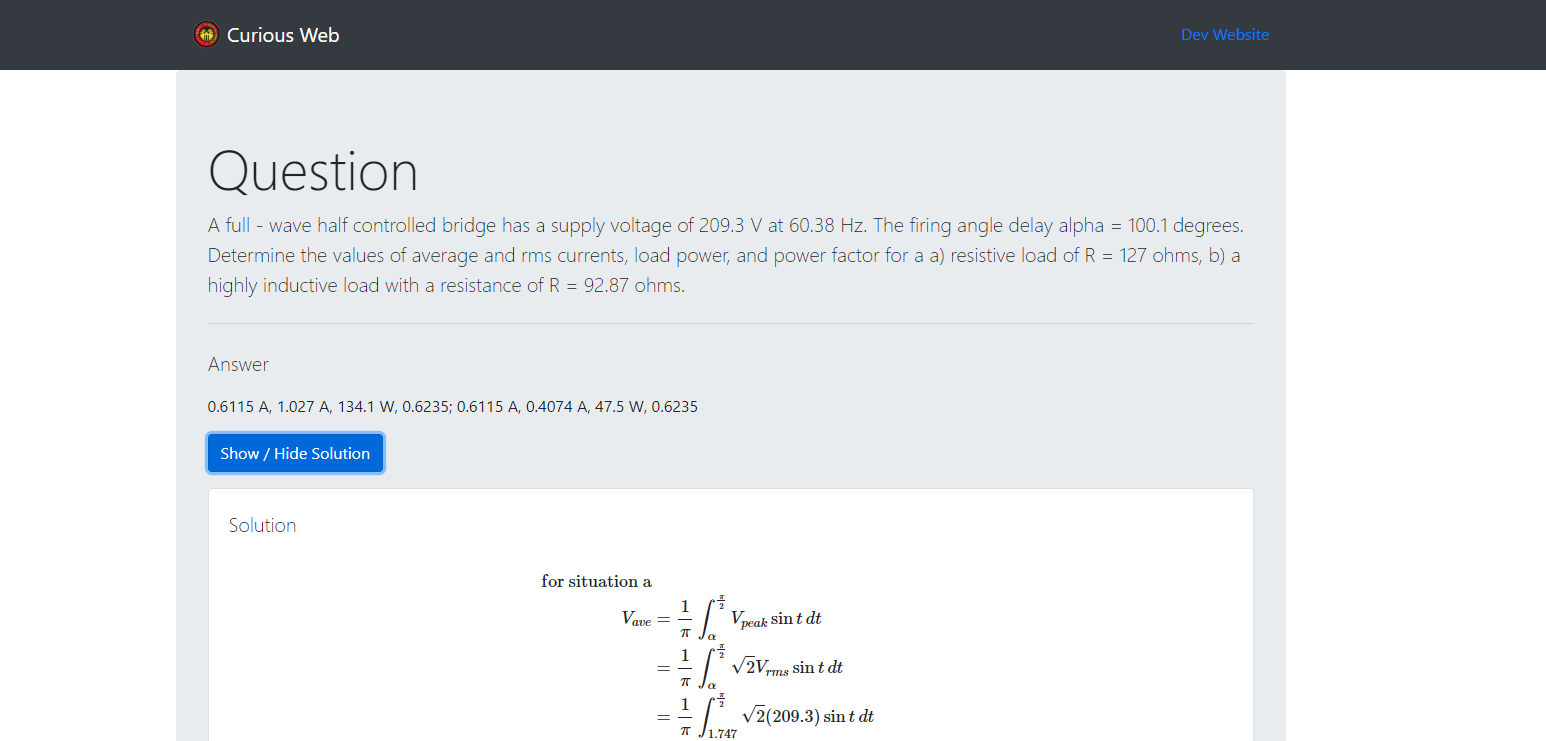 Curious Web
Dev Website
Question
A full - wave half controlled bridge has a supply voltage of 209.3 V at 60.38 Hz. The firing angle delay alpha = 100.1 degrees.
Determine the values of average and rms currents, load power, and power factor for a a) resistive load of R = 127 ohms, b) a
highly inductive load with a resistance of R = 92.87 ohms.
Answer
0.6115 A, 1.027 A, 134.1 W, 0.6235; 0.6115 A, 0.4074 A, 47.5 W, 0.6235
Show / Hide Solution
Solution
for situation a
V_{ave} = \frac{1}{\pi} \int_{\alpha}^{\frac{\pi}{2}} V_{peak} \sin t \, dt
= \frac{1}{\pi} \int_{\alpha}^{\frac{\pi}{2}} \sqrt{2} V_{rms} \sin t \, dt
= \frac{1}{\pi} \int_{1.747}^{\frac{\pi}{2}} \sqrt{2}(209.3) \sin t \, dt